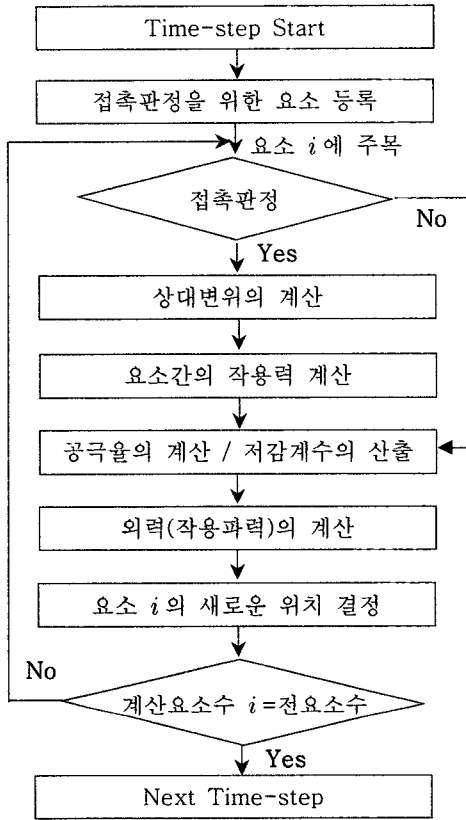 Time-step Start
접촉판정을 위한 요소 등록
요소 i에 주목
접촉판정
No
Yes
상대변위의 계산
요소간의 작용력 계산
공극율의 계산 / 저감계수의 산출
외력(작용파력)의 계산
요소 i의 새로운 위치 결정
No
계산요소수 i=전요소수
Yes
Next Time-step